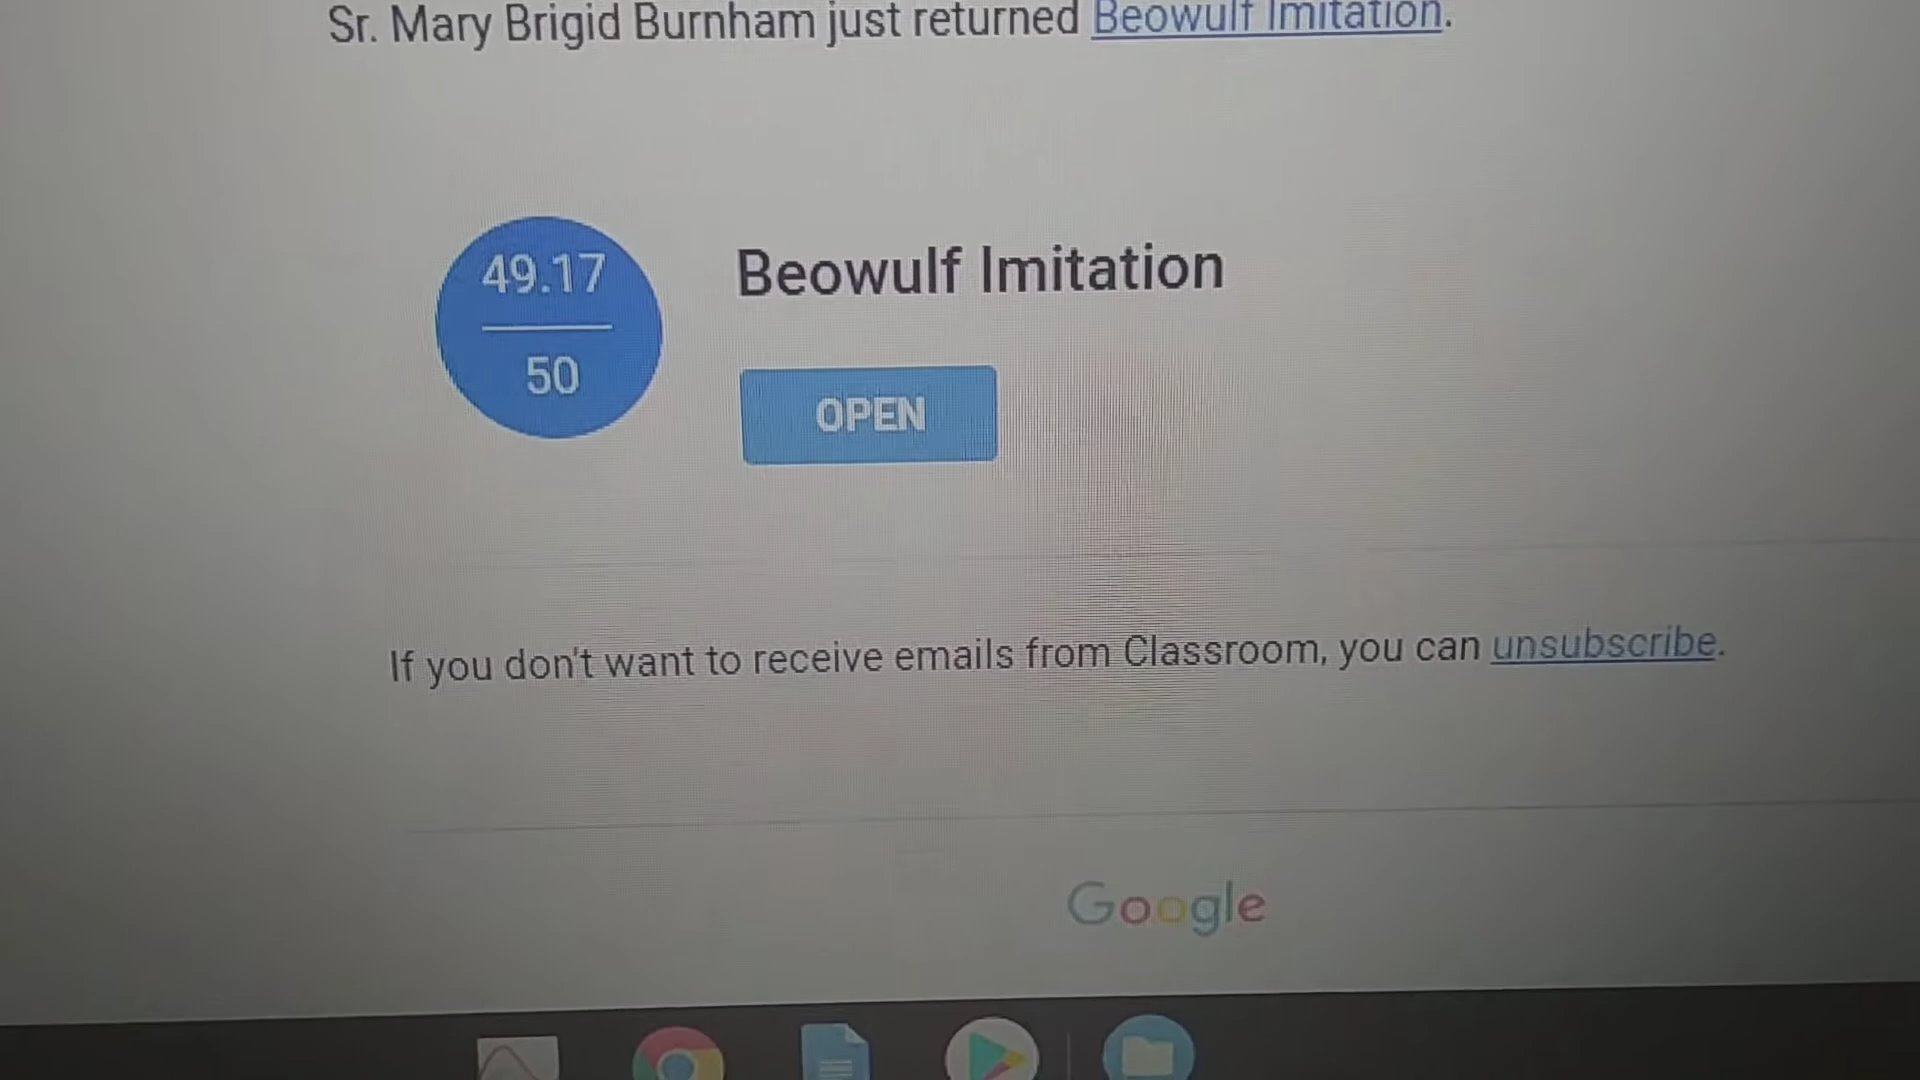 Sr. Mary Brigid Burnham just returned Beowulf Imitation.
49.17
50
Beowulf Imitation
OPEN
If you don't want to receive emails from Classroom, you can unsubscribe.
Google